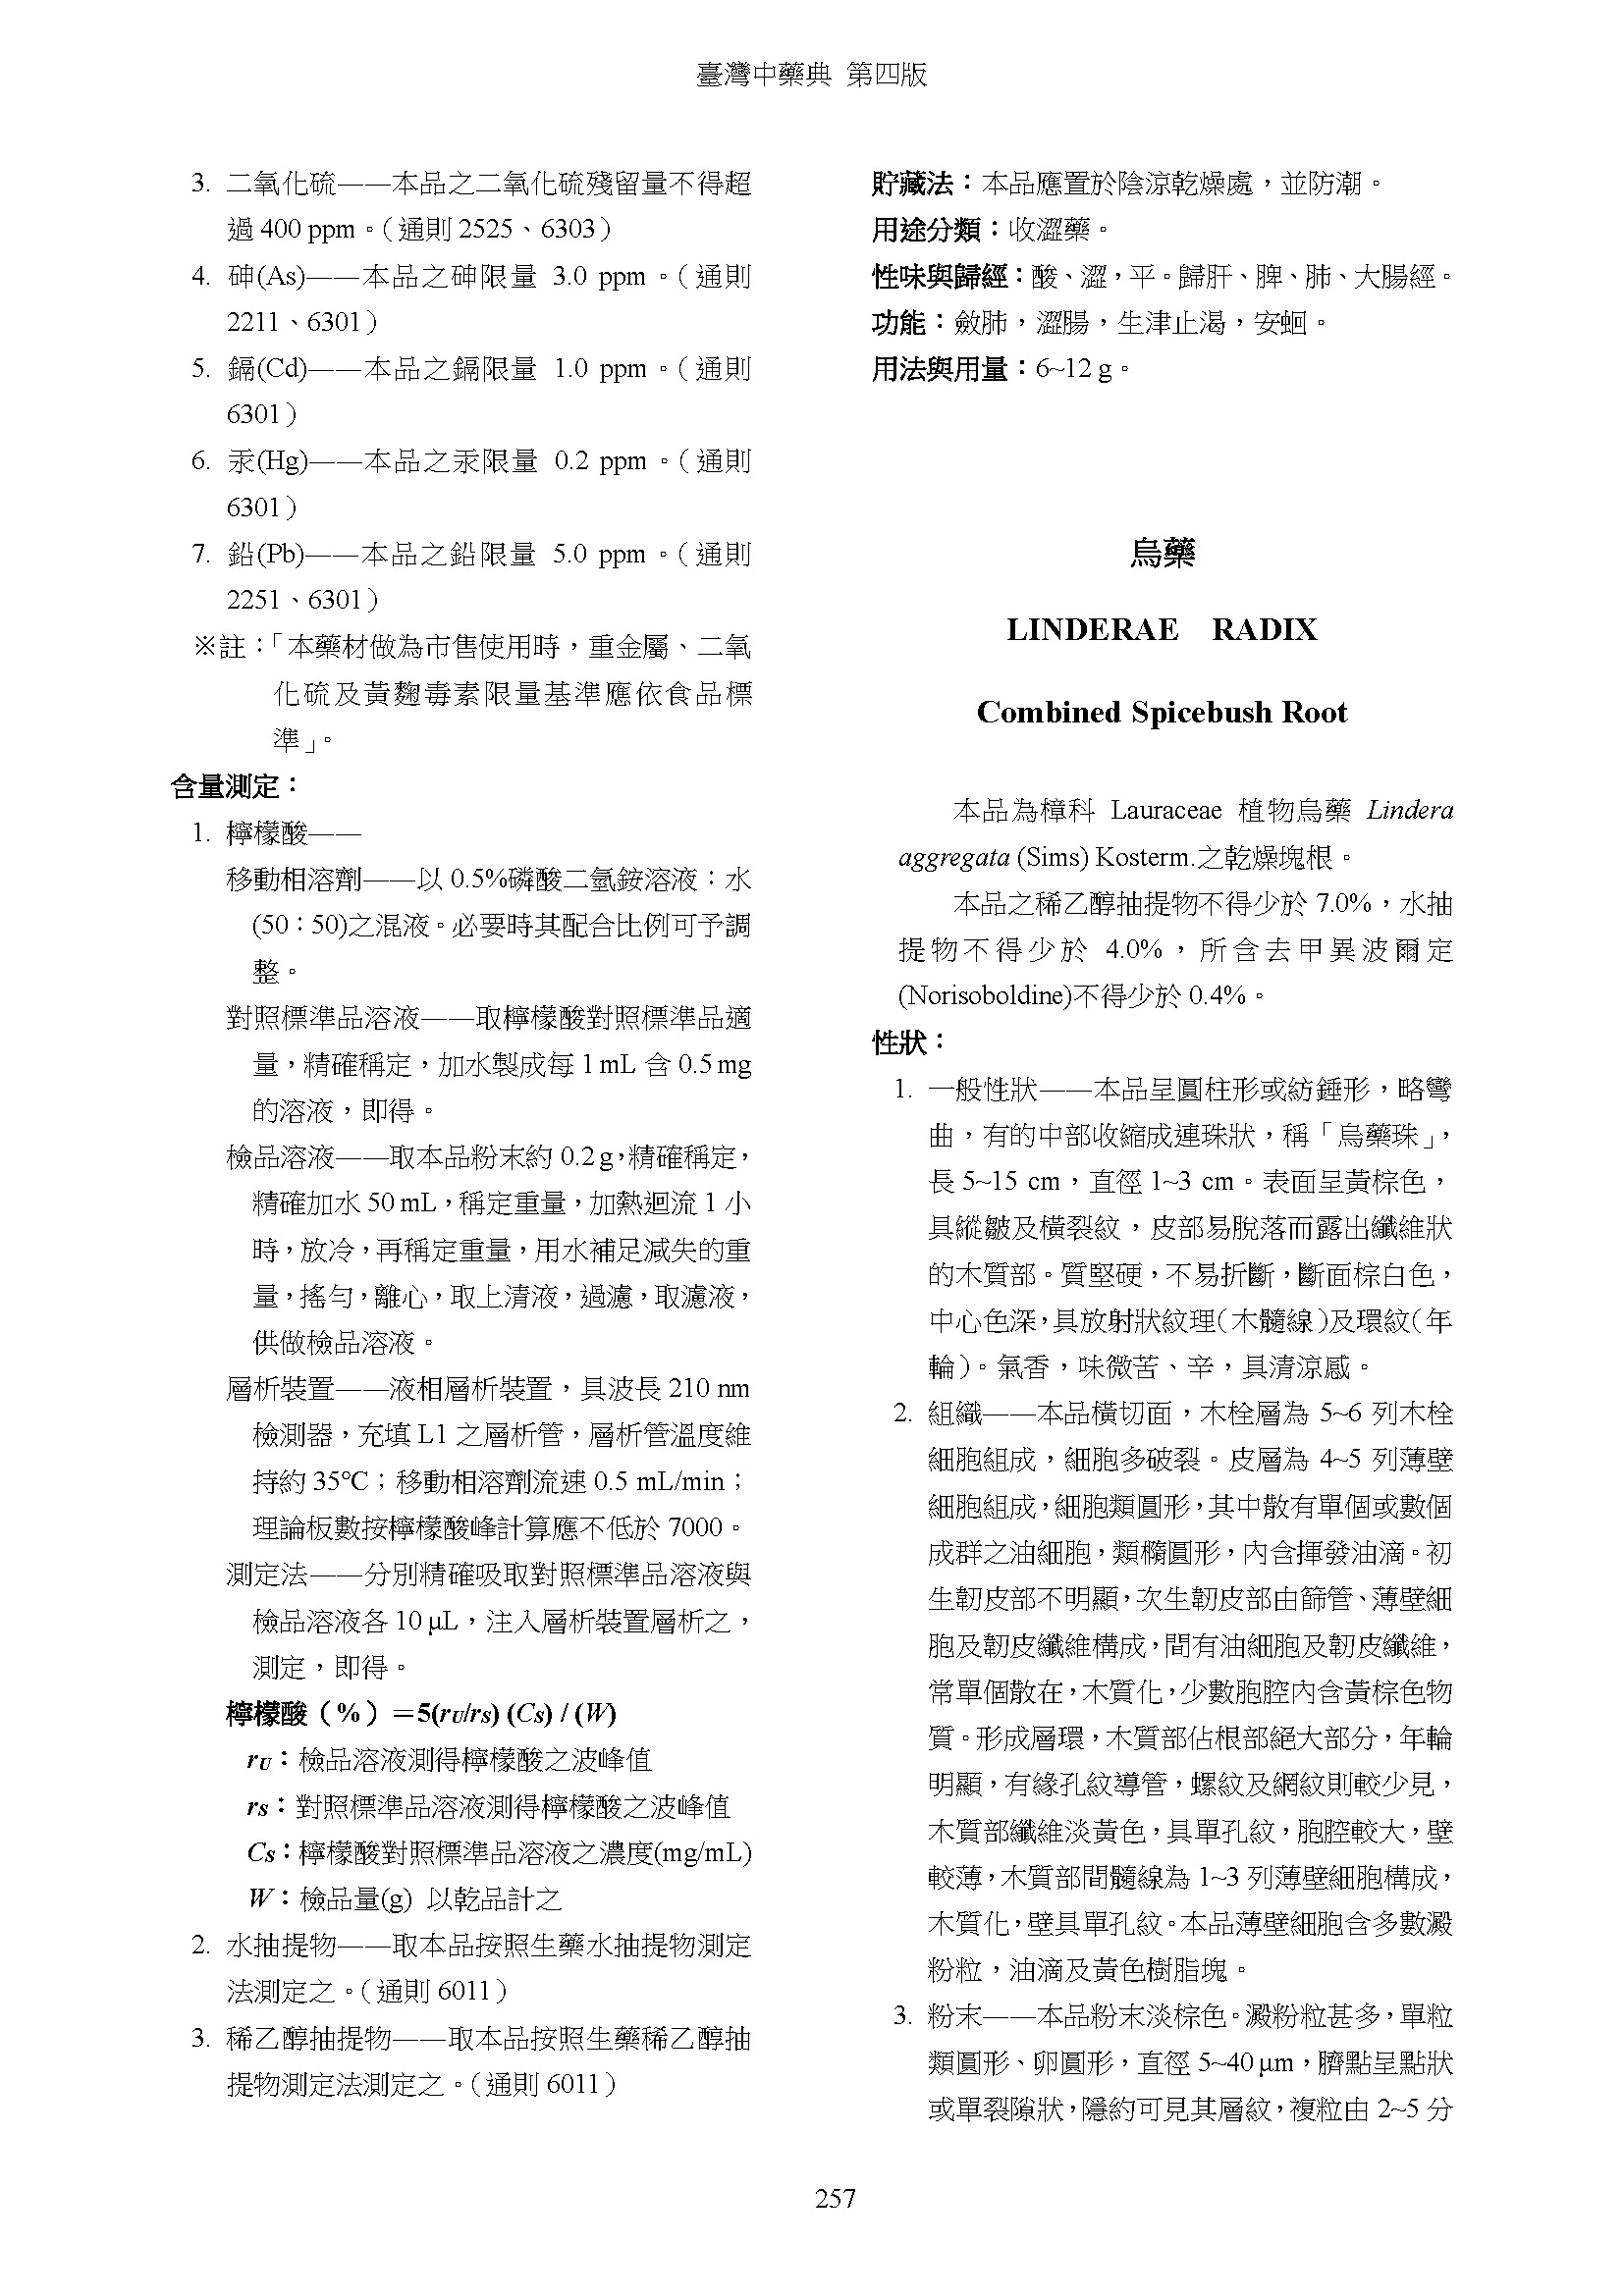 臺灣中藥典 第四版
3. 二氧化硫——本品之二氧化硫殘留量不得超
過 400 ppm。(通則 2525、6303)
4. 砷(As)——本品之砷限量 3.0 ppm。(通則
2211、6301)
5. 鎘(Cd)——本品之鎘限量 1.0 ppm。(通則
6301)
6. 汞(Hg)——本品之汞限量 0.2 ppm。(通則
6301)
7. 鉛(Pb)——本品之鉛限量 5.0 ppm。(通則
2251、6301)
※註:「本藥材做為市售使用時,重金屬、二氧
化硫及黃麴毒素限量基準應依食品標
準」。
含量測定:
1. 檸檬酸——
移動相溶劑——以 0.5%磷酸二氫銨溶液:水
(50:50)之混液。必要時其配合比例可予調
整。
對照標準品溶液——取檸檬酸對照標準品適
量,精確稱定,加水製成每 1 mL 含 0.5 mg
的溶液,即得。
檢品溶液——取本品粉末約 0.2 g,精確稱定,
精確加水 50 mL,稱定重量,加熱迴流 1 小
時,放冷,再稱定重量,用水補足減失的重
量,搖勻,離心,取上清液,過濾,取濾液,
供做檢品溶液。
層析裝置——液相層析裝置,具波長 210 nm
檢測器,充填 L1 之層析管,層析管溫度維
持約 35℃;移動相溶劑流速 0.5 mL/min;
理論板數按檸檬酸峰計算應不低於 7000。
測定法——分別精確吸取對照標準品溶液與
檢品溶液各 10 μL,注入層析裝置層析之,
測定,即得。
檸檬酸(%)=5(rU/rS) (CS) / (W)
rU:檢品溶液測得檸檬酸之波峰值
rS:對照標準品溶液測得檸檬酸之波峰值
CS:檸檬酸對照標準品溶液之濃度(mg/mL)
W:檢品量(g) 以乾品計之
2. 水抽提物——取本品按照生藥水抽提物測定
法測定之。(通則 6011)
3. 稀乙醇抽提物——取本品按照生藥稀乙醇抽
提物測定法測定之。(通則 6011)
貯藏法:本品應置於陰涼乾燥處,並防潮。
用途分類:收澀藥。
性味與歸經:酸、澀,平。歸肝、脾、肺、大腸經。
功能:斂肺,澀腸,生津止渴,安蛔。
用法與用量:6~12 g。
烏藥
LINDERAE RADIX
Combined Spicebush Root
本品為樟科 Lauraceae 植物烏藥 Lindera
aggregata (Sims) Kosterm.之乾燥塊根。
本品之稀乙醇抽提物不得少於 7.0%,水抽
提物不得少於 4.0%,所含去甲異波爾定
(Norisoboldine)不得少於 0.4%。
性狀:
1. 一般性狀——本品呈圓柱形或紡錘形,略彎
曲,有的中部收縮成連珠狀,稱「烏藥珠」,
長 5~15 cm,直徑 1~3 cm。表面呈黃棕色,
具縱皺及橫裂紋,皮部易脫落而露出纖維狀
的木質部。質堅硬,不易折斷,斷面棕白色,
中心色深,具放射狀紋理(木髓線)及環紋(年
輪)。氣香,味微苦、辛,具清涼感。
2. 組織——本品橫切面,木栓層為 5~6 列木栓
細胞組成,細胞多破裂。皮層為 4~5 列薄壁
細胞組成,細胞類圓形,其中散有單個或數個
成群之油細胞,類橢圓形,內含揮發油滴。初
生韌皮部不明顯,次生韌皮部由篩管、薄壁細
胞及韌皮纖維構成,間有油細胞及韌皮纖維,
常單個散在,木質化,少數胞腔內含黃棕色物
質。形成層環,木質部佔根部絕大部分,年輪
明顯,有緣孔紋導管,螺紋及網紋則較少見,
木質部纖維淡黃色,具單孔紋,胞腔較大,壁
較薄,木質部間髓線為 1~3 列薄壁細胞構成,
木質化,壁具單孔紋。本品薄壁細胞含多數澱
粉粒,油滴及黃色樹脂塊。
3. 粉末——本品粉末淡棕色。澱粉粒甚多,單粒
類圓形、卵圓形,直徑 5~40 μm,臍點呈點狀
或單裂隙狀,隱約可見其層紋,複粒由 2~5 分
257